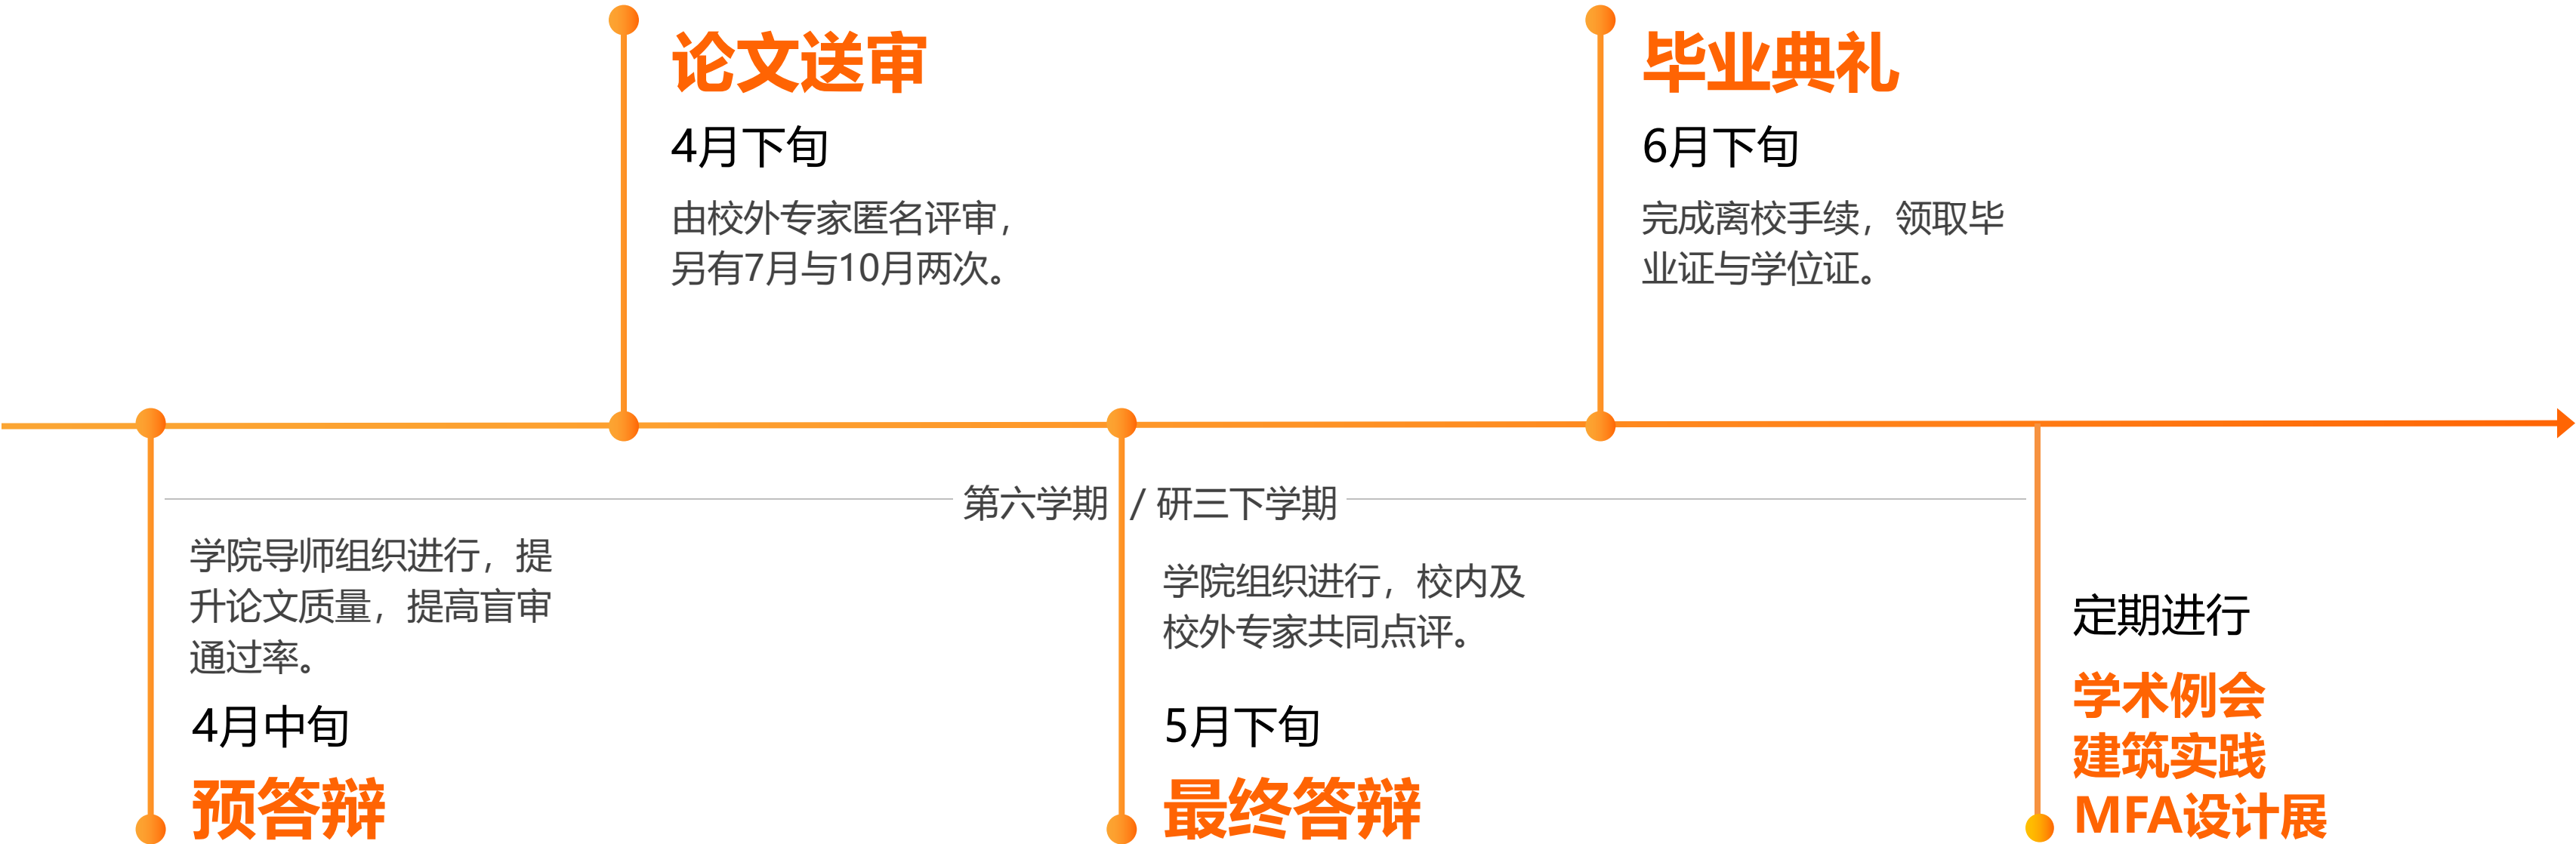 论文送审
4月下旬
由校外专家匿名评审，
另有7月与10月两次。
毕业典礼
6月下旬
完成离校手续，领取毕
业证与学位证。
第六学期 / 研三下学期
学院导师组织进行，提
升论文质量，提高盲审
通过率。
4月中旬
预答辩
学院组织进行，校内及
校外专家共同点评。
5月下旬
最终答辩
定期进行
学术例会
建筑实践
MFA设计展